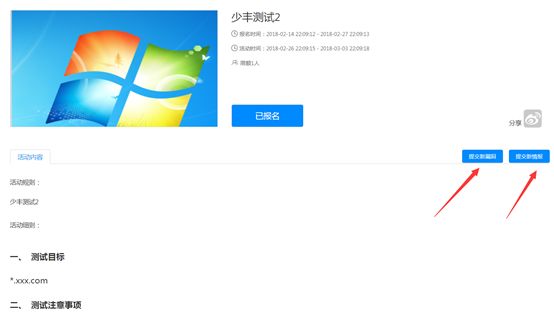 少丰测试2
报名时间：2018-02-14 22:09:12 - 2018-02-27 22:09:13
活动时间：2018-02-26 22:09:15 - 2018-03-03 22:09:18
限额1人
已报名
分享
活动内容
提交新漏洞
提交新情报
活动规则：
少丰测试2
活动细则：
一、 测试目标
*.xxx.com
二、 测试注意事项